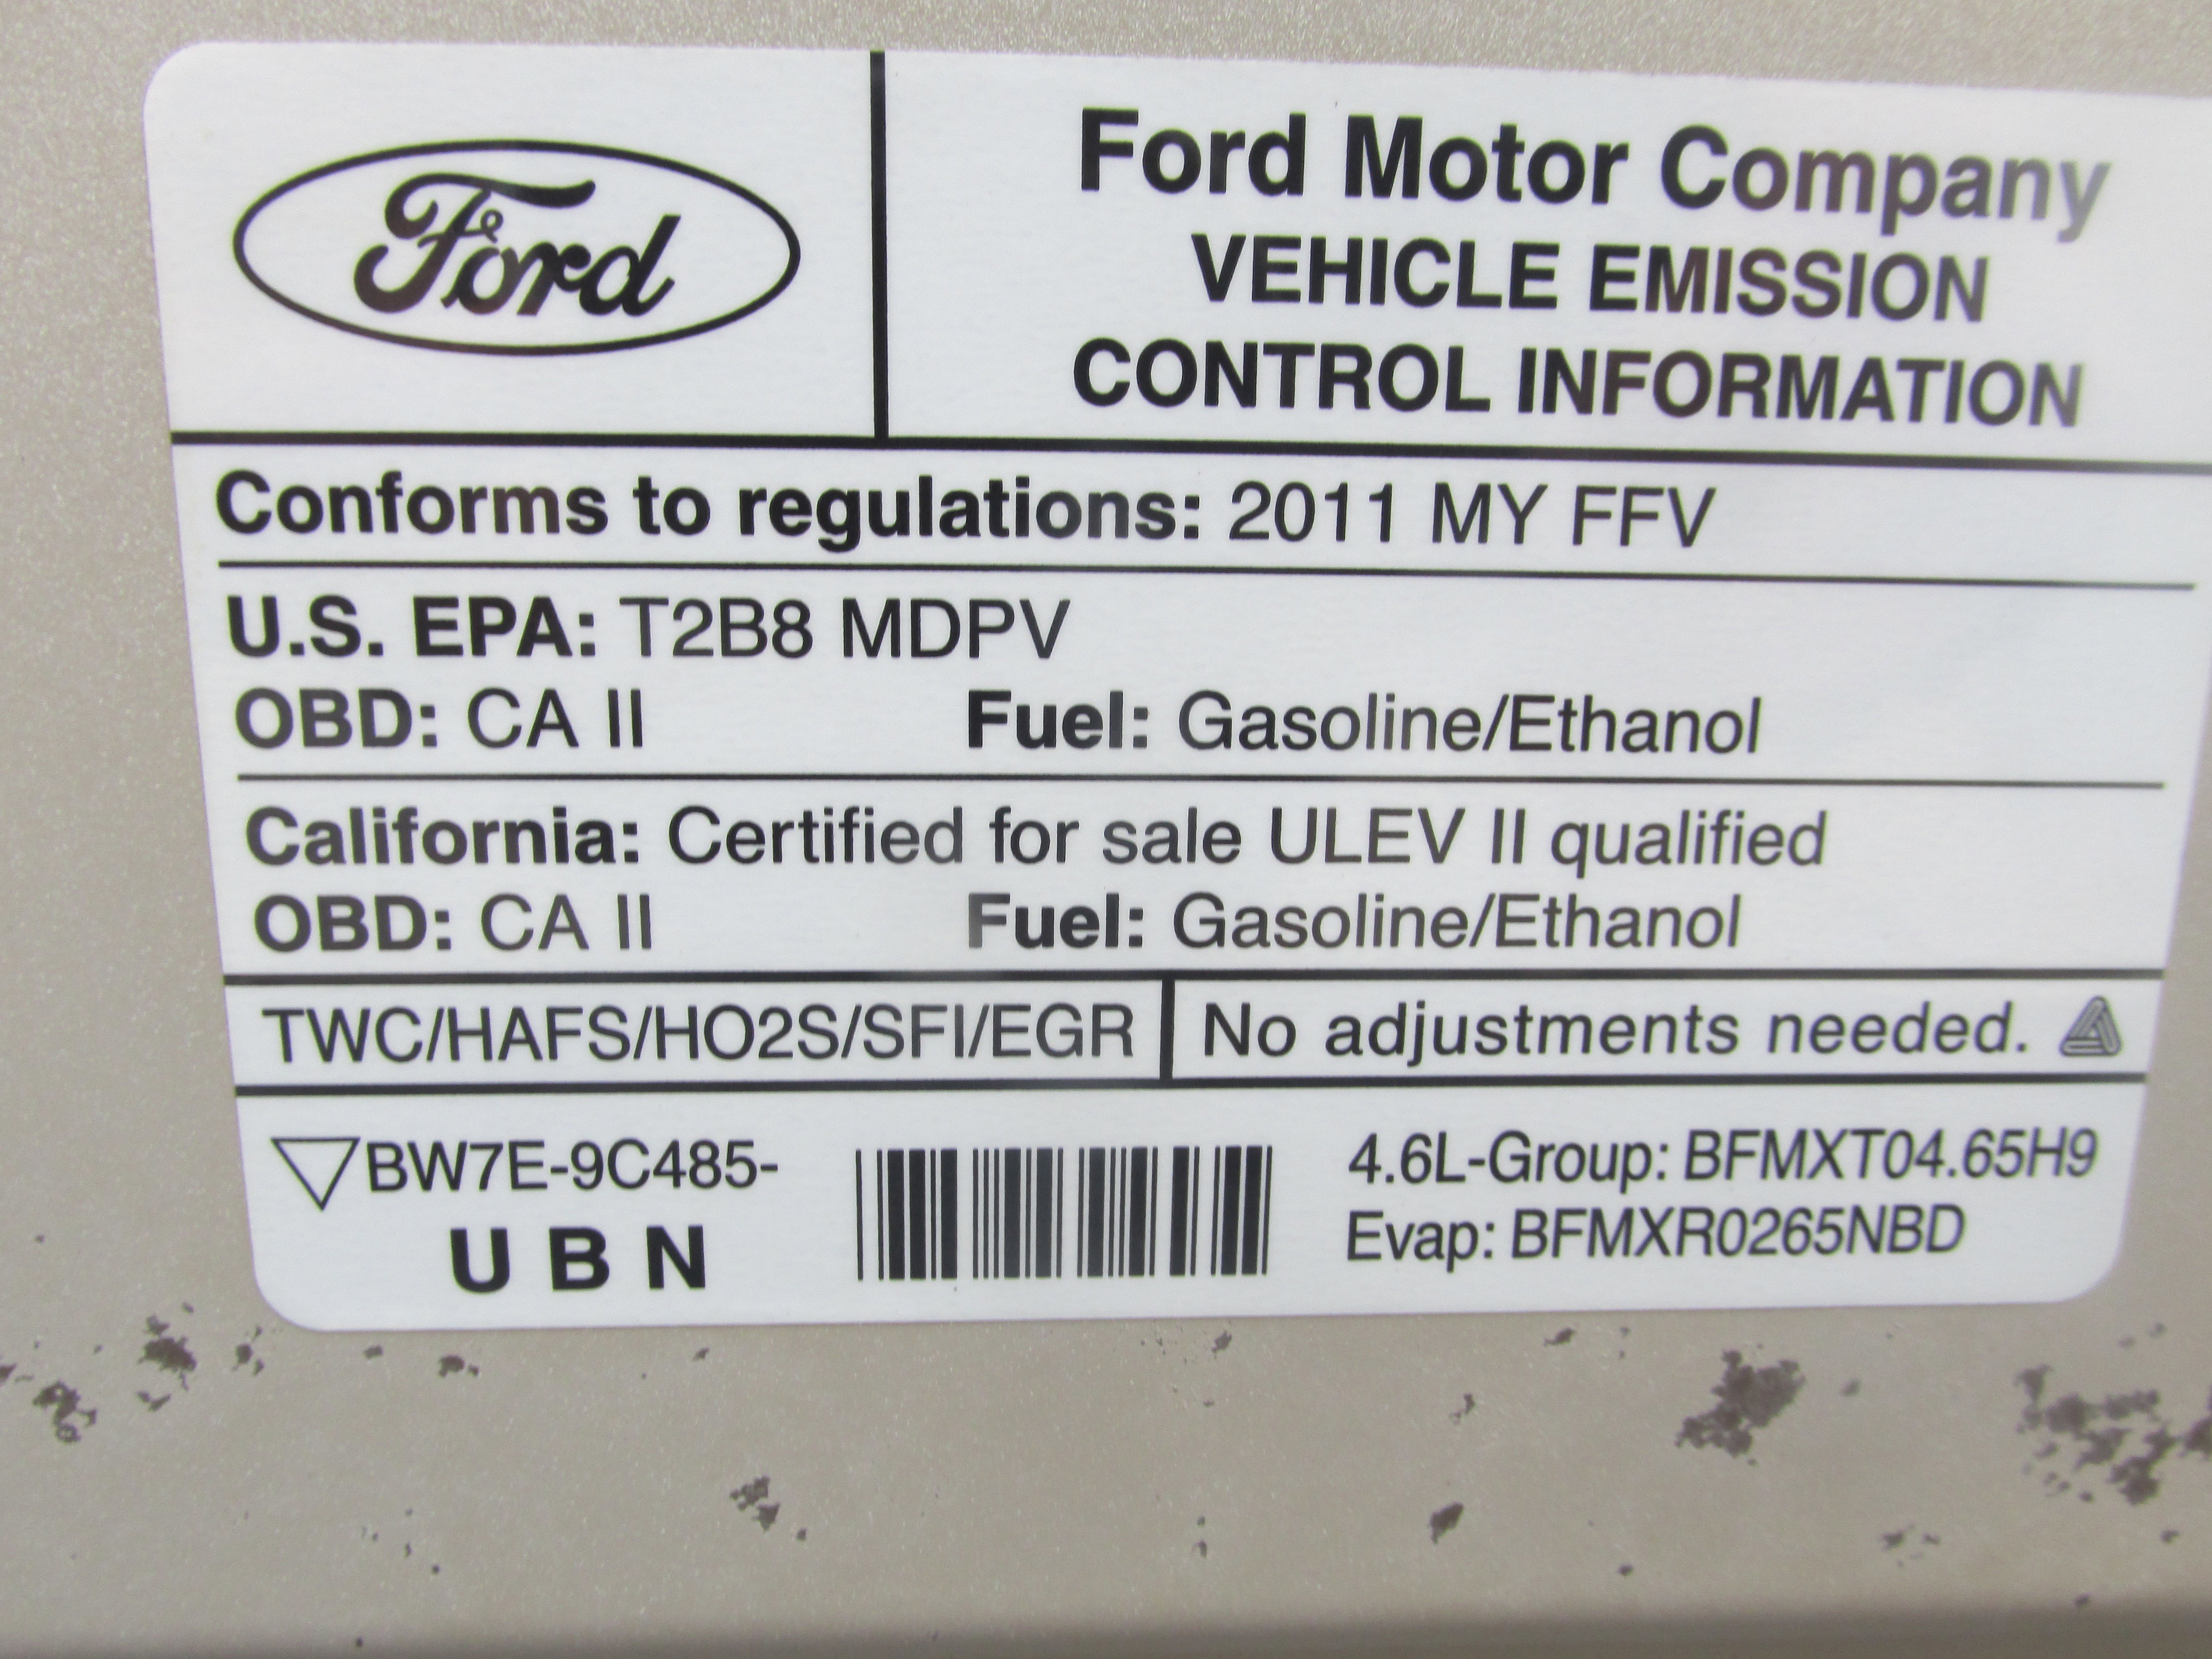 Ford
Ford Motor Company
VEHICLE EMISSION
CONTROL INFORMATION
Conforms to regulations: 2011 MY FFV
U.S. EPA: T2B8 MDPV
OBD: CA II Fuel: Gasoline/Ethanol
California: Certified for sale ULEV II qualified
OBD: CA II Fuel: Gasoline/Ethanol
TWC/HAFS/HO2S/SFI/EGR
No adjustments needed.
BW7E-9C485-
U B N
4.6L-Group: BFMXT04.65H9
Evap: BFMXR0265NBD